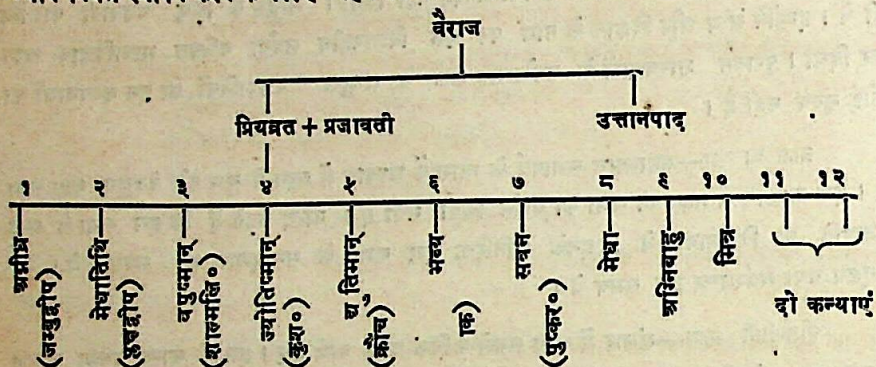 वैराज
प्रियव्रत + प्रजावती
उत्तानपाद
१ २ ३ ४ ५ ६ ७ ८ ९ १० ११ १२
अग्नीध्र
(जम्बुद्वीप)
मेधातिथि
(प्लक्षद्वीप)
वपुष्मान्
(शाल्मलि०)
ज्योतिष्मान्
(कुश०)
द्युतिमान्
(क्रौंच)
भव्य
सवन
(पुष्कर०)
मेधा
अग्निबाहु
मित्र
दो कन्याएं